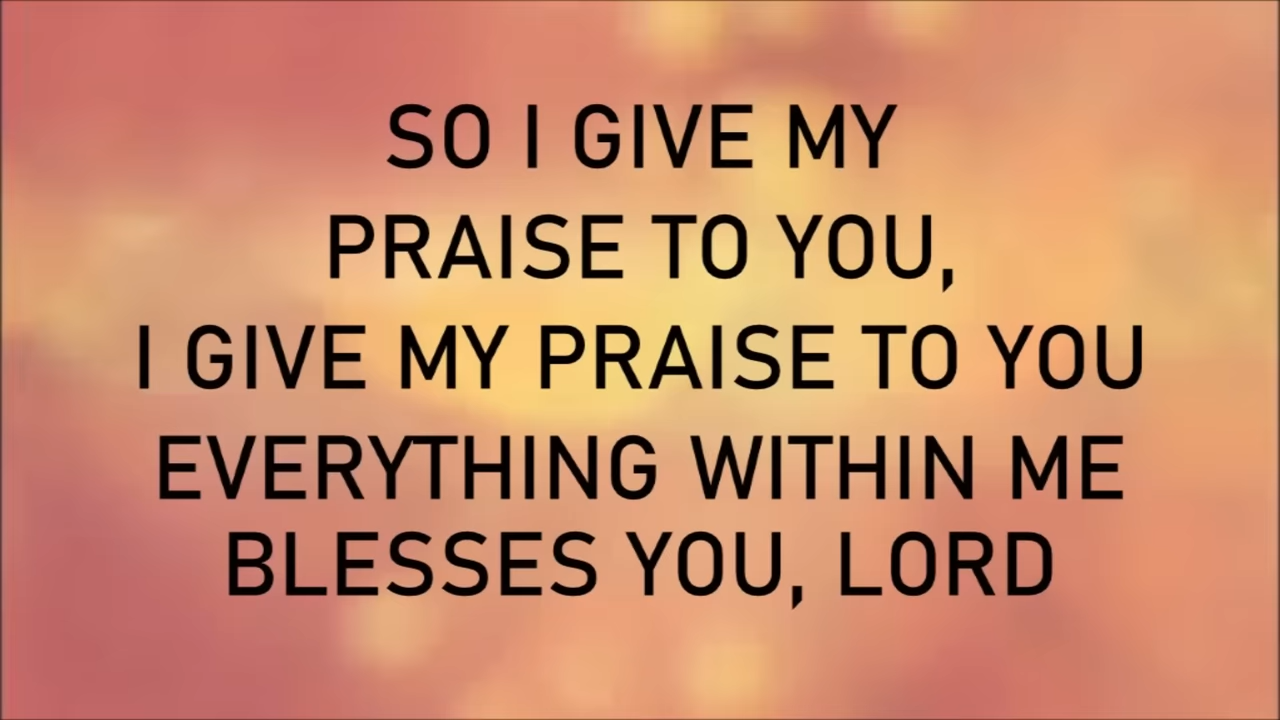 SO I GIVE MY
PRAISE TO YOU,
I GIVE MY PRAISE TO YOU
EVERYTHING WITHIN ME
BLESSES YOU, LORD